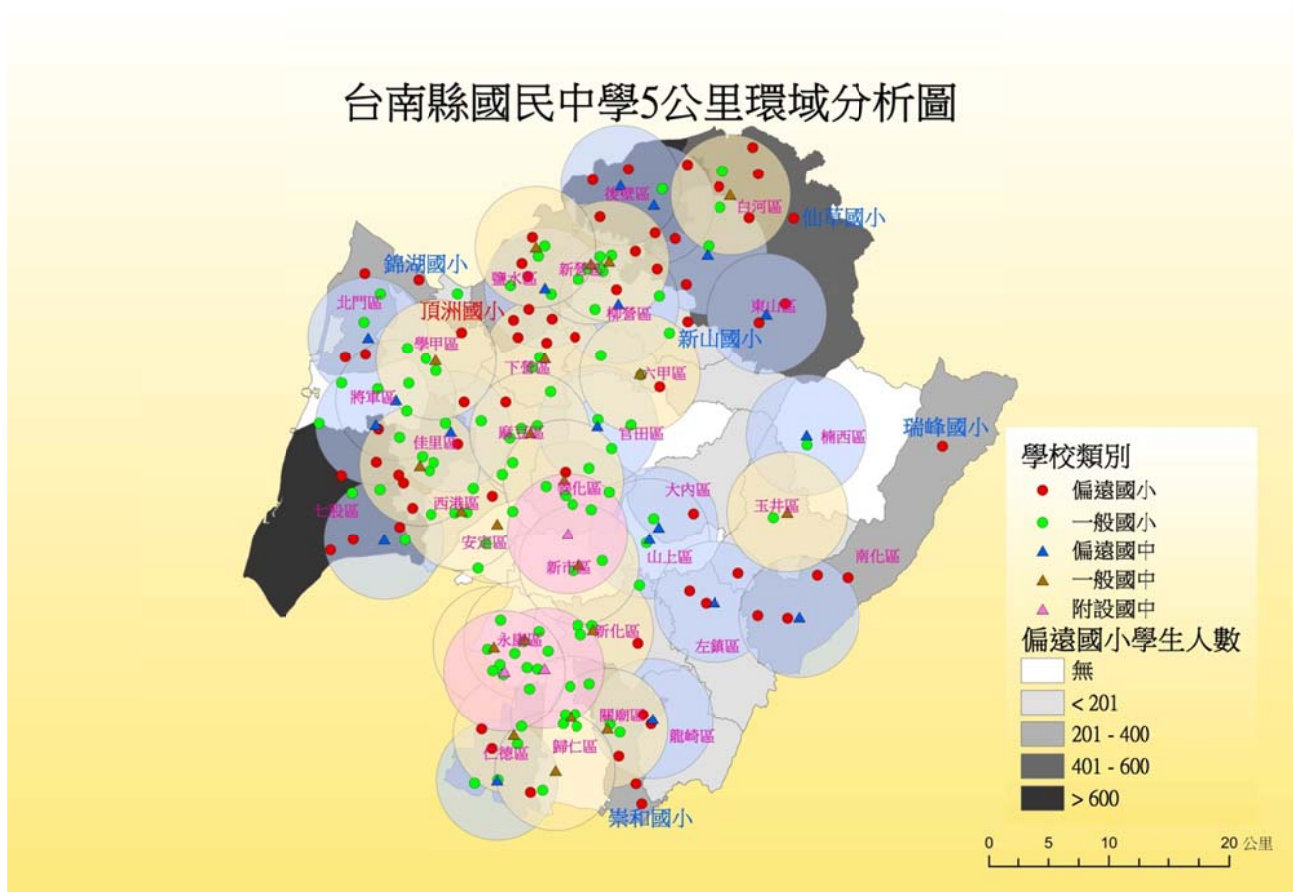 台南縣國民中學5公里環域分析圖
後壁區
白河區
仙草國小
錦湖國小
鹽水區
新營區
北門區
頂洲國小
柳營區
東山區
新山國小
學甲區
下營區
六甲區
將軍區
佳里區
麻豆區
官田區
楠西區
瑞峰國小
善化區
大內區
玉井區
七股區
西港區
安定區
山上區
南化區
新市區
永康區
新化區
左鎮區
關廟區
龍崎區
仁德區
歸仁區
崇和國小
學校類別
偏遠國小
一般國小
偏遠國中
一般國中
附設國中
偏遠國小學生人數
無
< 201
201 - 400
401 - 600
> 600
0 5 10 20 公里